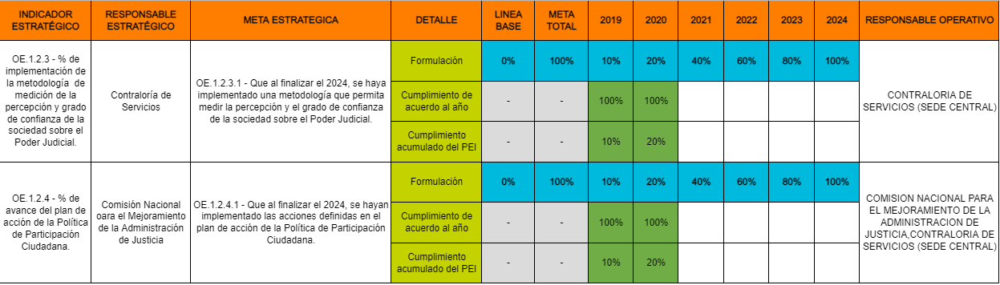 INDICADOR ESTRATÉGICO
RESPONSABLE ESTRATÉGICO
META ESTRATEGICA
DETALLE
LINEA BASE
META TOTAL
2019
2020
2021
2022
2023
2024
RESPONSABLE OPERATIVO
OE.1.2.3 - % de
implementación de
la metodología de
medición de la
percepción y grado
de confianza de la
sociedad sobre el
Poder Judicial.
Contraloría de
Servicios
OE.1.2.3.1 - Que al finalizar el 2024, se haya
implementado una metodología que permita
medir la percepción y el grado de confianza
de la sociedad sobre el Poder Judicial.
Formulación
0%
100%
10%
20%
40%
60%
80%
100%
Cumplimiento de
acuerdo al año
-
-
100%
100%
Cumplimiento
acumulado del PEI
-
-
10%
20%
CONTRALORIA DE
SERVICIOS (SEDE CENTRAL)
OE.1.2.4 - % de
avance del plan de
acción de la Política
de Participación
Ciudadana.
Comisión Nacional
oara el Mejoramiento
de la Administración
de Justicia
OE.1.2.4.1 - Que al finalizar el 2024, se hayan
implementado las acciones definidas en el
plan de acción de la Política de Participación
Ciudadana.
Formulación
0%
100%
10%
20%
40%
60%
80%
100%
Cumplimiento de
acuerdo al año
-
-
100%
100%
Cumplimiento
acumulado del PEI
-
-
10%
20%
COMISION NACIONAL PARA
EL MEJORAMIENTO DE LA
ADMINISTRACION DE
JUSTICIA,CONTRALORIA DE
SERVICIOS (SEDE CENTRAL)